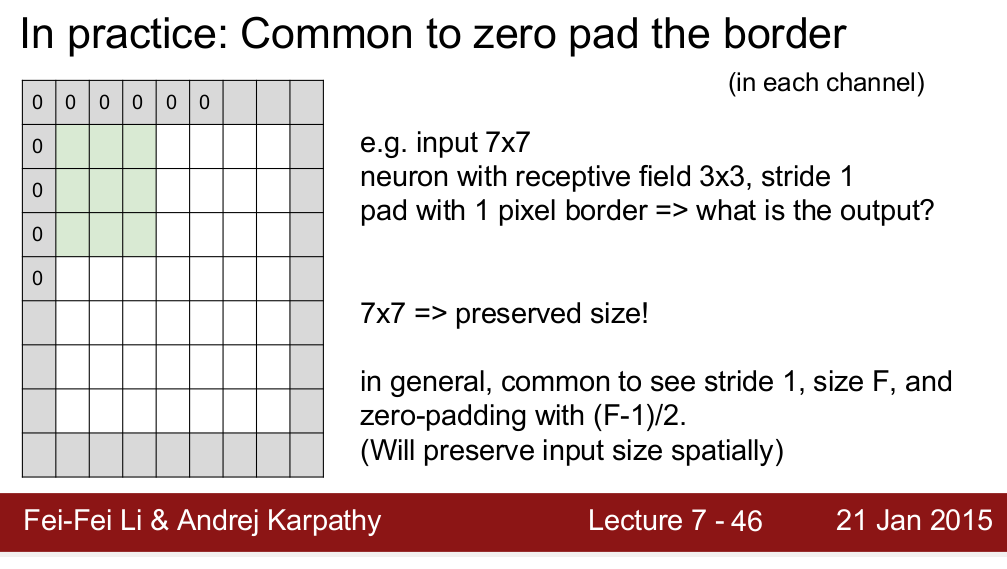 In practice: Common to zero pad the border
(in each channel)
0 0 0 0 0 0
0
0
0
0
e.g. input 7x7
neuron with receptive field 3x3, stride 1
pad with 1 pixel border => what is the output?
7x7 => preserved size!
in general, common to see stride 1, size F, and
zero-padding with (F-1)/2.
(Will preserve input size spatially)
Fei-Fei Li & Andrej Karpathy
Lecture 7 - 46
21 Jan 2015